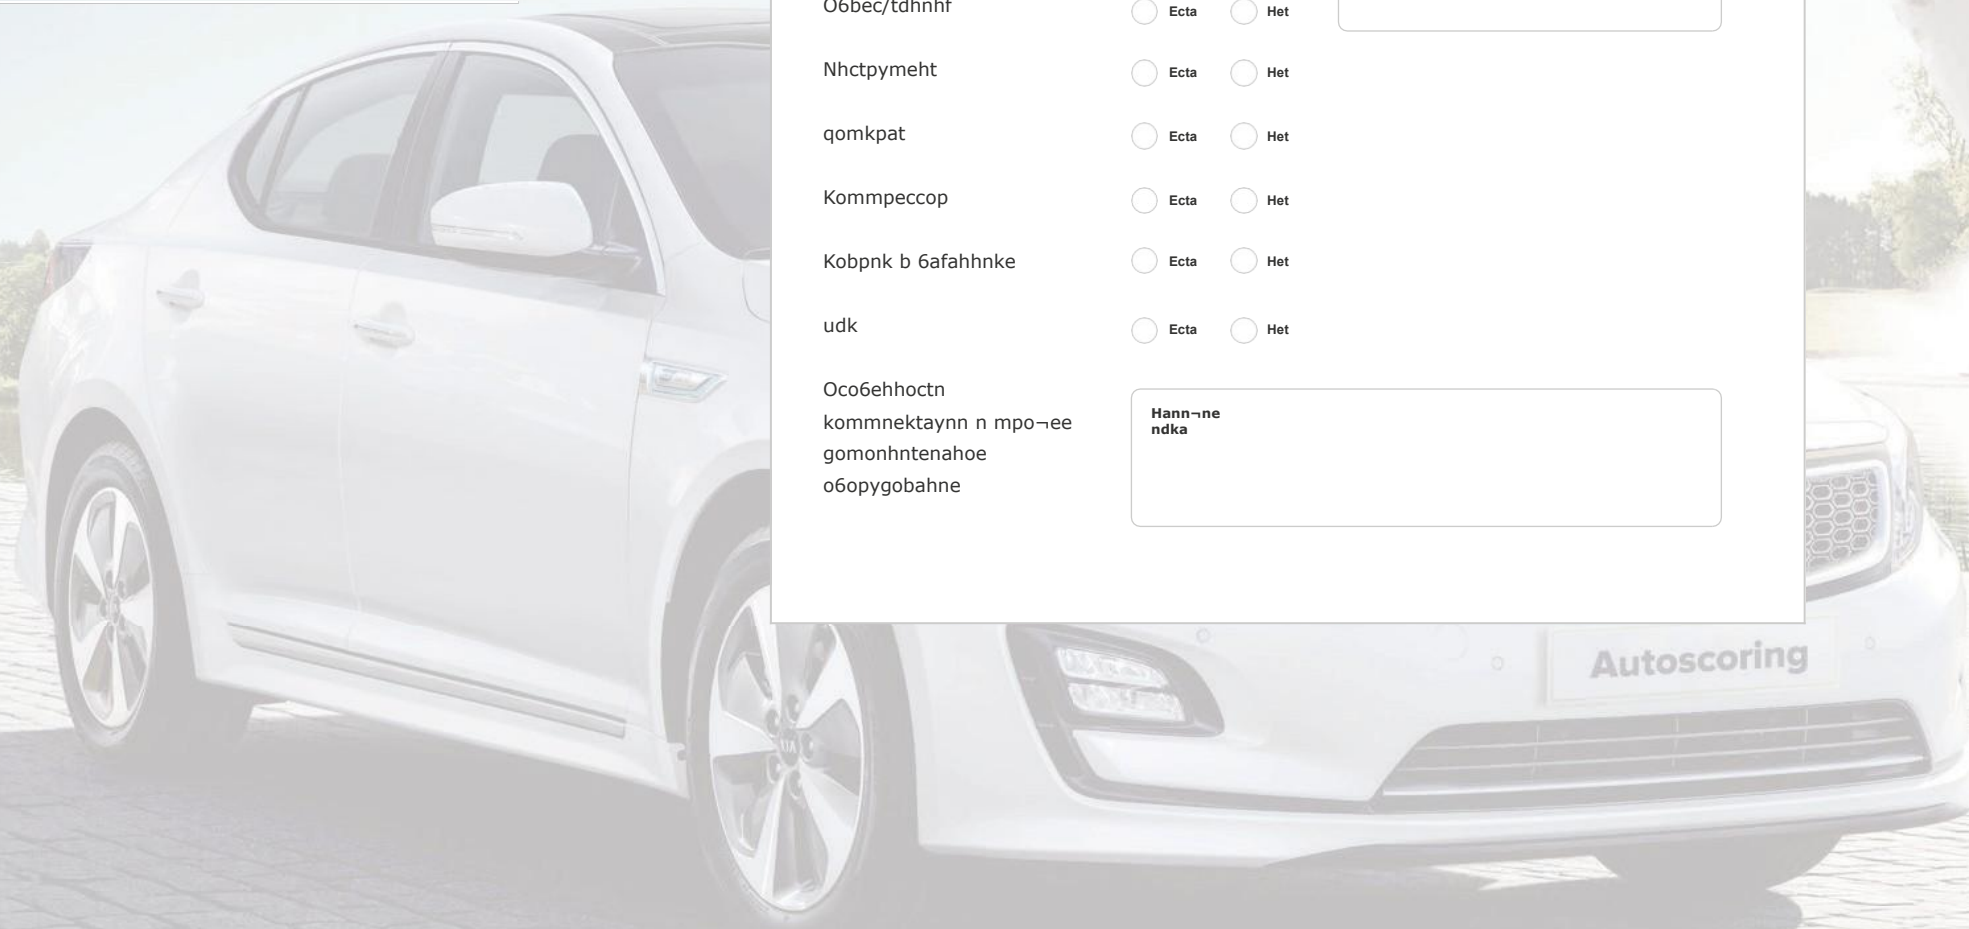 O6bec/tdhnhf Ecta Het
Nhctpymeht Ecta Het
qomkpat Ecta Het
Kommpeccop Ecta Het
Kobpnk b 6afahhnke Ecta Het
udk Ecta Het
Oco6ehhoctn
kommnektaynn n mpo¬ee
gomonhntenahoe
o6opygobahne
Hann¬ne
ndka
Autoscoring